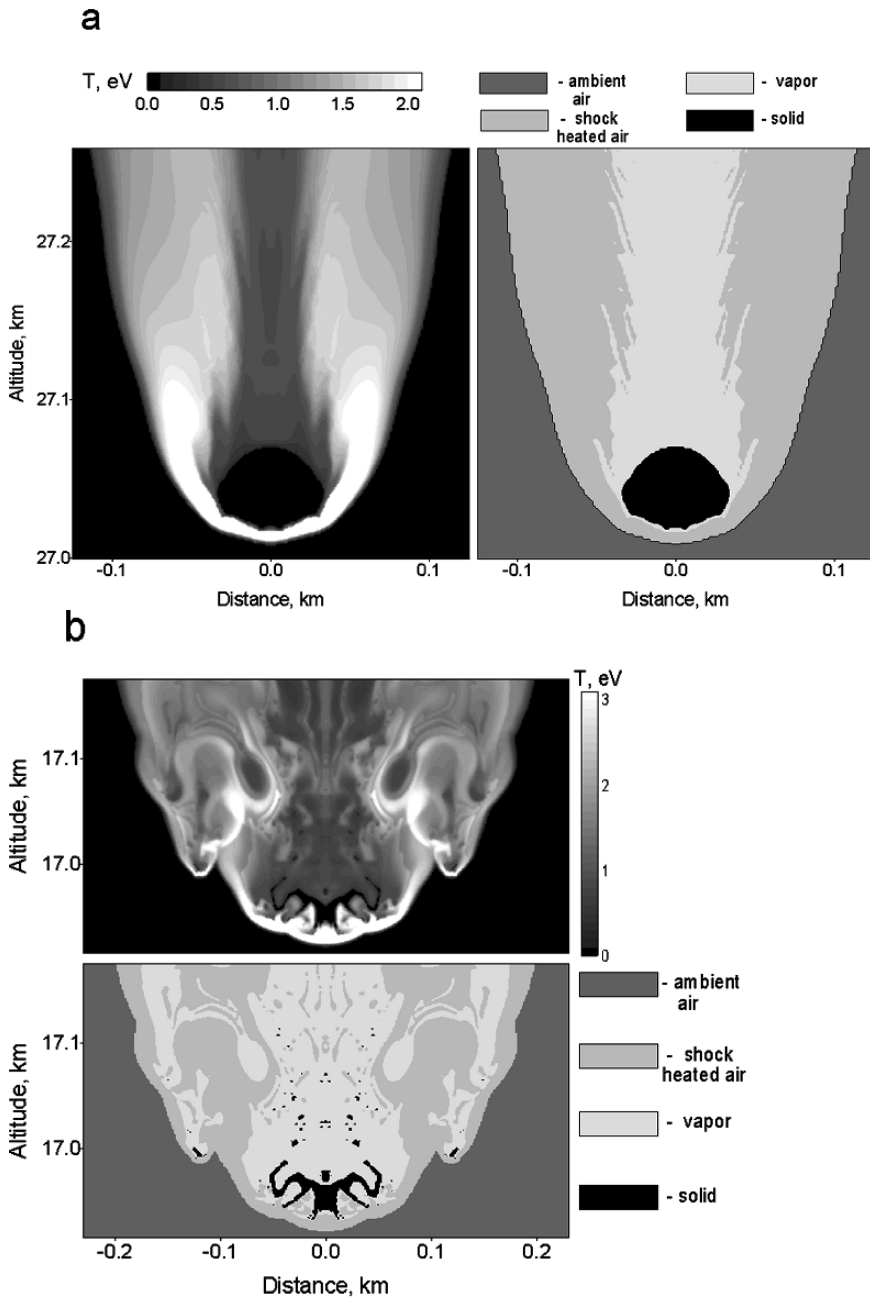 a
T, eV
0.0 0.5 1.0 1.5 2.0
- ambient
air
- vapor
- shock
heated air
- solid
Altitude, km
27.2
27.1
27.0
-0.1 0.0 0.1
-0.1 0.0 0.1
Distance, km
Distance, km
b
T, eV
3
2
1
0
Altitude, km
17.1
17.0
- ambient
air
- shock
heated air
- vapor
- solid
Altitude, km
17.1
17.0
-0.2 -0.1 0.0 0.1 0.2
Distance, km